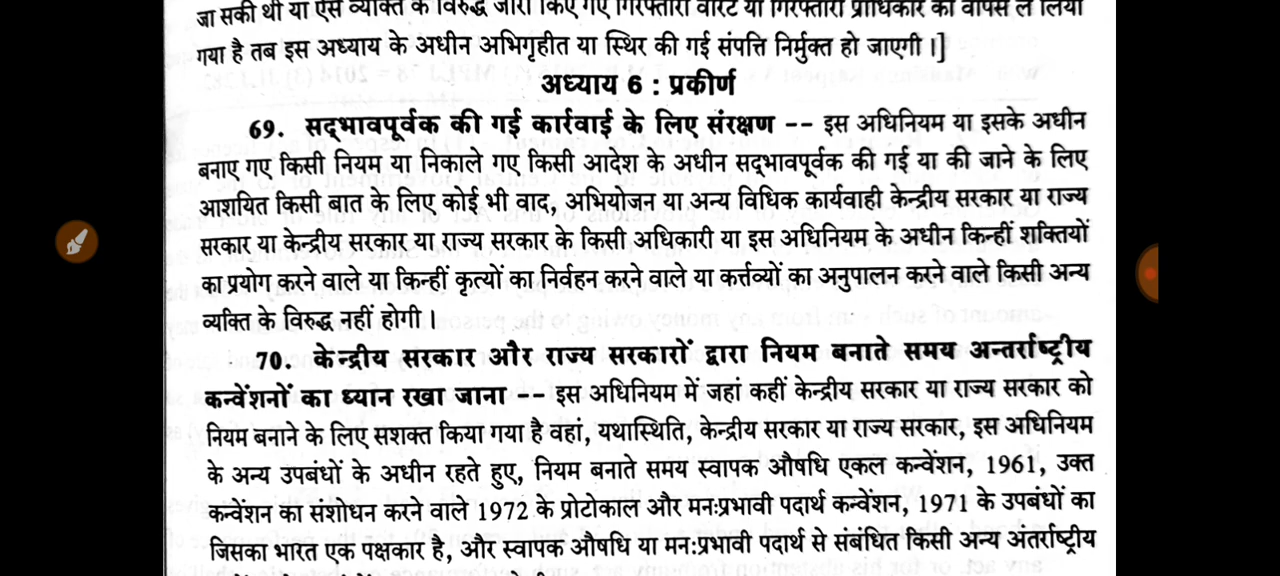 जा सकी थी या ऐसे व्यक्ति के विरुद्ध जारी किए गए गिरफ्तारी वारंट या गिरफ्तारी प्राधिकार को वापस ले लिया
गया है तब इस अध्याय के अधीन अभिगृहीत या स्थिर की गई संपत्ति निर्मुक्त हो जाएगी।]
अध्याय 6 : प्रकीर्ण
69. सद्भावपूर्वक की गई कार्रवाई के लिए संरक्षण -- इस अधिनियम या इसके अधीन
बनाए गए किसी नियम या निकाले गए किसी आदेश के अधीन सद्भावपूर्वक की गई या की जाने के लिए
आशयित किसी बात के लिए कोई भी वाद, अभियोजन या अन्य विधिक कार्यवाही केन्द्रीय सरकार या राज्य
सरकार या केन्द्रीय सरकार या राज्य सरकार के किसी अधिकारी या इस अधिनियम के अधीन किन्हीं शक्तियों
का प्रयोग करने वाले या किन्हीं कृत्यों का निर्वहन करने वाले या कर्त्तव्यों का अनुपालन करने वाले किसी अन्य
व्यक्ति के विरुद्ध नहीं होगी।
70. केन्द्रीय सरकार और राज्य सरकारों द्वारा नियम बनाते समय अन्तर्राष्ट्रीय
कन्वेंशनों का ध्यान रखा जाना -- इस अधिनियम में जहां कहीं केन्द्रीय सरकार या राज्य सरकार को
नियम बनाने के लिए सशक्त किया गया है वहां, यथास्थिति, केन्द्रीय सरकार या राज्य सरकार, इस अधिनियम
के अन्य उपबंधों के अधीन रहते हुए, नियम बनाते समय स्वापक औषधि एकल कन्वेंशन, 1961, उक्त
कन्वेंशन का संशोधन करने वाले 1972 के प्रोटोकाल और मनःप्रभावी पदार्थ कन्वेंशन, 1971 के उपबंधों का
जिसका भारत एक पक्षकार है, और स्वापक औषधि या मनःप्रभावी पदार्थ से संबंधित किसी अन्य अंतर्राष्ट्रीय